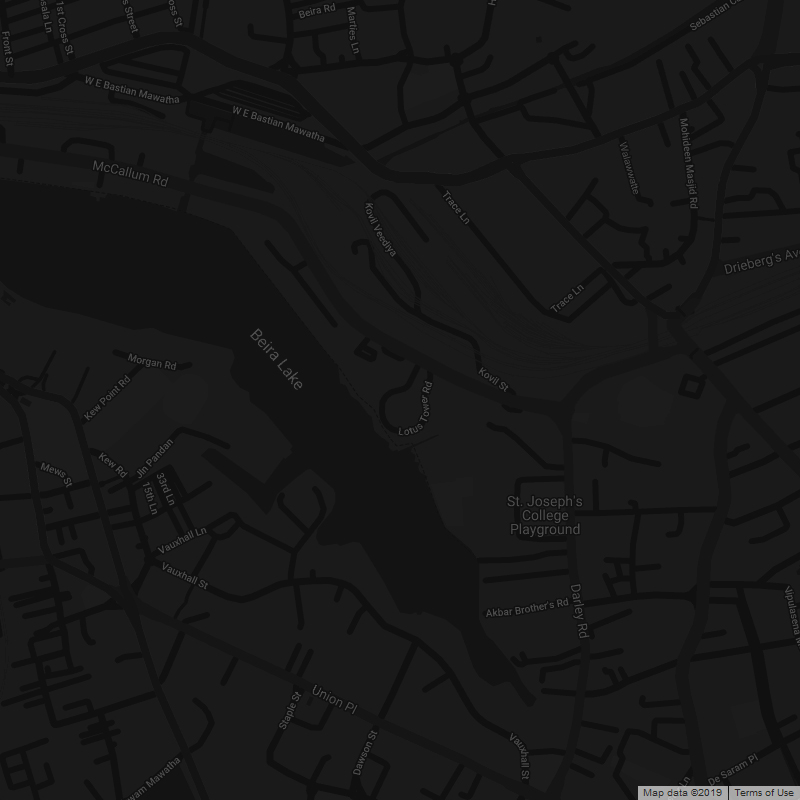 Beira Rd
Marties Ln
1st Cross St
Front St
Sebastian
W E Bastian Mawatha
W E Bastian Mawatha
McCallum Rd
Walawwatte
Mohideen Masjid Rd
Trace Ln
Kovil Veediya
Drieberg's Ave
Trace Ln
Beira Lake
Morgan Rd
Kew Point Rd
Kovil St
Lotus Tower Rd
Jin Pandan
Kew Rd
Mews St
33rd Ln
15th Ln
St. Joseph's
College
Playground
Vauxhall Ln
Vauxhall St
Akbar Brother's Rd
Darley Rd
Vipulasena
Union Pl
Staple St
Dawson St
Vauxhall St
De Saram Pl
Ln
Mawatha
Map data ©2019
Terms of Use